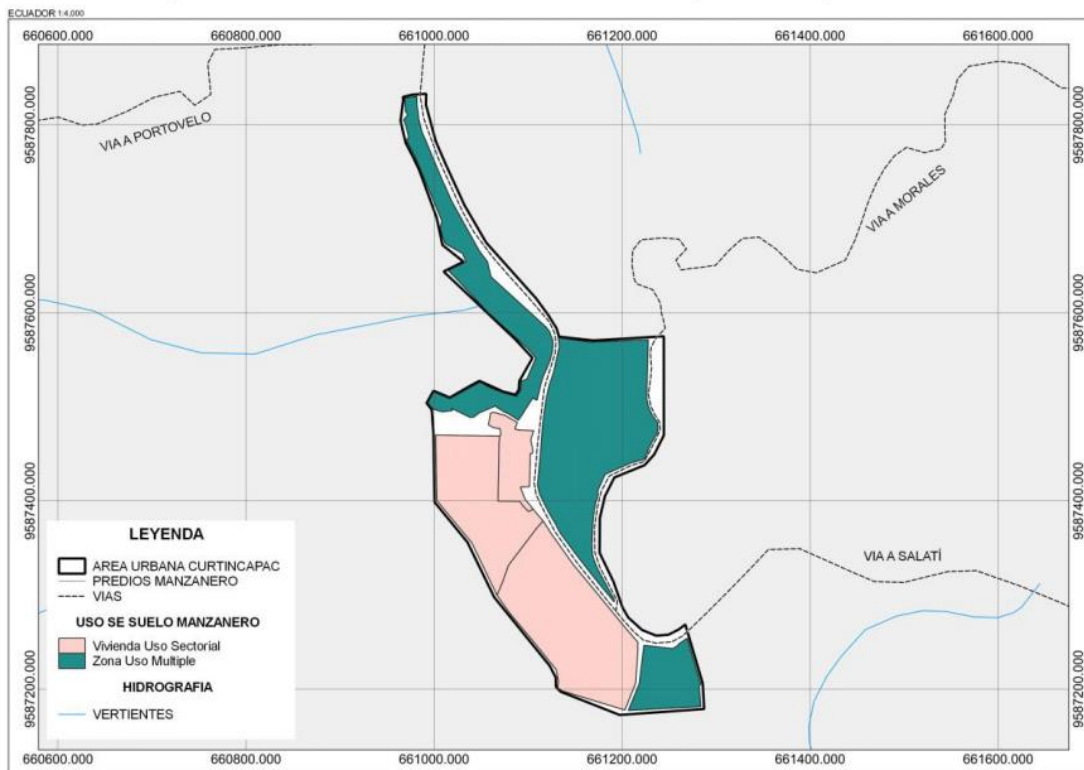 ECUADOR 1:4,000
660600.000 660800.000 661000.000 661200.000 661400.000 661600.000
9587800.000 9587800.000
VIA A PORTOVELO
VIA A MORALES
9587600.000 9587600.000
9587400.000 9587400.000
VIA A SALATÍ
LEYENDA
AREA URBANA CURTINCAPAC
PREDIOS MANZANERO
VIAS
USO SE SUELO MANZANERO
Vivienda Uso Sectorial
Zona Uso Multiple
HIDROGRAFIA
VERTIENTES
9587200.000 9587200.000
660600.000 660800.000 661000.000 661200.000 661400.000 661600.000